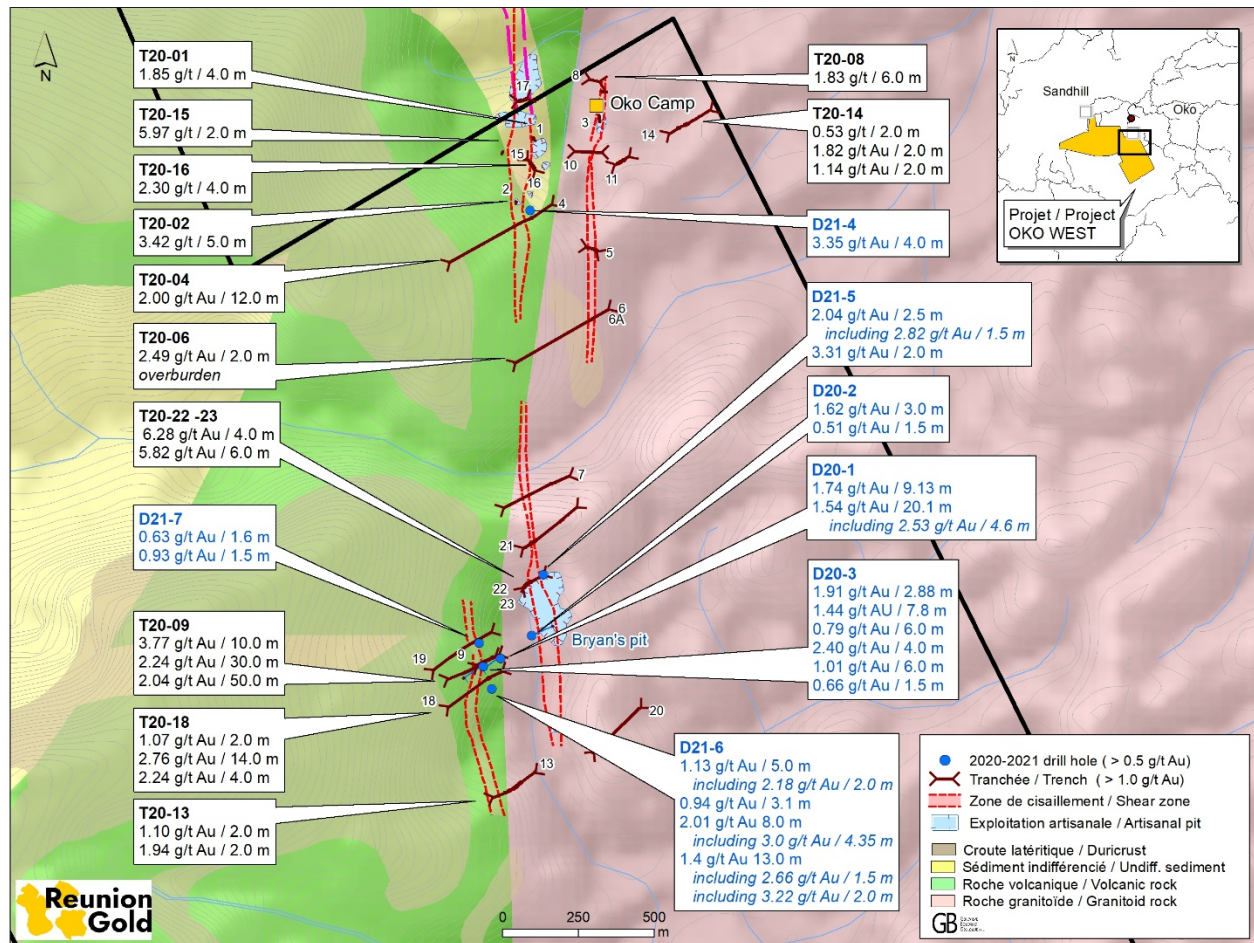 N
T20-01
1.85 g/t / 4.0 m
T20-15
5.97 g/t / 2.0 m
T20-16
2.30 g/t / 4.0 m
T20-02
3.42 g/t / 5.0 m
T20-04
2.00 g/t Au / 12.0 m
T20-06
2.49 g/t Au / 2.0 m
overburden
T20-22 -23
6.28 g/t Au / 4.0 m
5.82 g/t Au / 6.0 m
D21-7
0.63 g/t Au / 1.6 m
0.93 g/t Au / 1.5 m
T20-09
3.77 g/t Au / 10.0 m
2.24 g/t Au / 30.0 m
2.04 g/t Au / 50.0 m
T20-18
1.07 g/t Au / 2.0 m
2.76 g/t Au / 14.0 m
2.24 g/t Au / 4.0 m
T20-13
1.10 g/t Au / 2.0 m
1.94 g/t Au / 2.0 m
Reunion
Gold
17
8
Oko Camp
1
3
14
15
10
11
16
2
4
5
6
6A
7
21
22
23
Bryan's pit
9
19
18
20
13
0 250 500
m
T20-08
1.83 g/t / 6.0 m
T20-14
0.53 g/t / 2.0 m
1.82 g/t Au / 2.0 m
1.14 g/t Au / 2.0 m
D21-4
3.35 g/t Au / 4.0 m
D21-5
2.04 g/t Au / 2.5 m
including 2.82 g/t Au / 1.5 m
3.31 g/t Au / 2.0 m
D20-2
1.62 g/t Au / 3.0 m
0.51 g/t Au / 1.5 m
D20-1
1.74 g/t Au / 9.13 m
1.54 g/t Au / 20.1 m
including 2.53 g/t Au / 4.6 m
D20-3
1.91 g/t Au / 2.88 m
1.44 g/t AU / 7.8 m
0.79 g/t Au / 6.0 m
2.40 g/t Au / 4.0 m
1.01 g/t Au / 6.0 m
0.66 g/t Au / 1.5 m
D21-6
1.13 g/t Au / 5.0 m
including 2.18 g/t Au / 2.0 m
0.94 g/t Au / 3.1 m
2.01 g/t Au 8.0 m
including 3.0 g/t Au / 4.35 m
1.4 g/t Au 13.0 m
including 2.66 g/t Au / 1.5 m
including 3.22 g/t Au / 2.0 m
N
Sandhill
Oko
Projet / Project
OKO WEST
2020-2021 drill hole ( > 0.5 g/t Au)
Tranchée / Trench ( > 1.0 g/t Au)
Zone de cisaillement / Shear zone
Exploitation artisanale / Artisanal pit
Croute latéritique / Duricrust
Sédiment indifférencié / Undiff. sediment
Roche volcanique / Volcanic rock
Roche granitoïde / Granitoid rock
GB